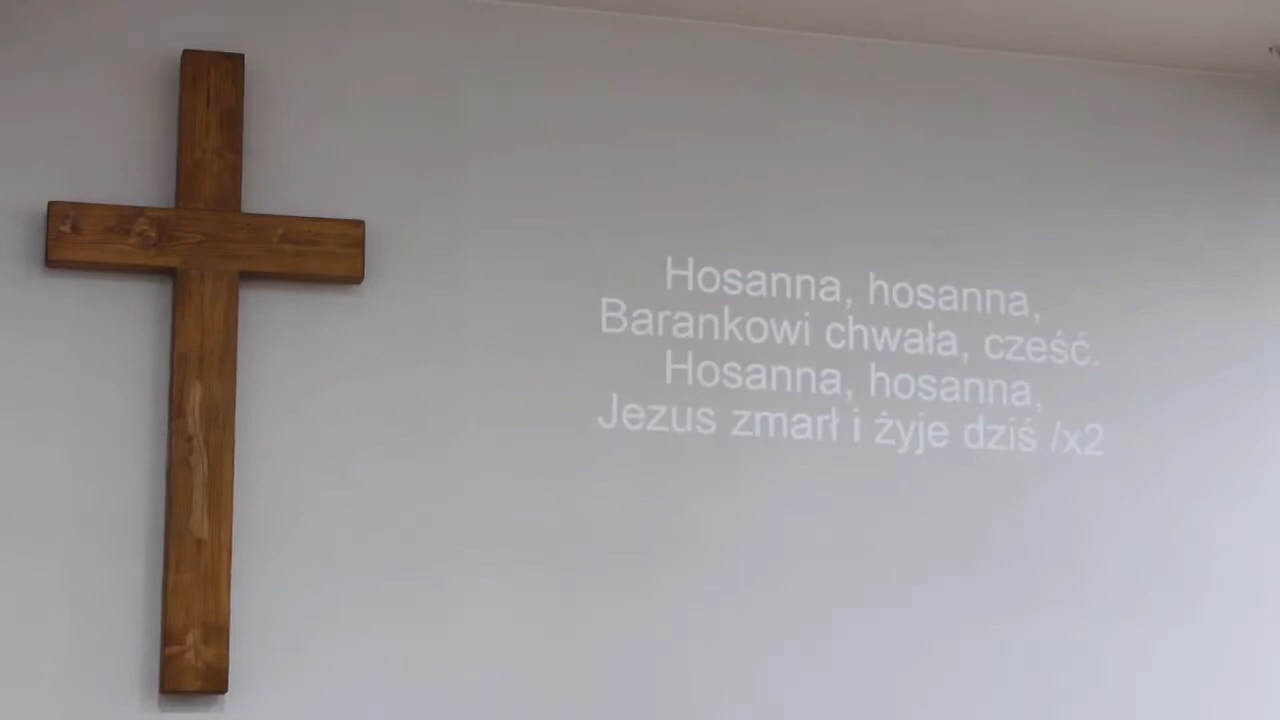 Hosanna, hosanna,
Barankowi chwała, cześć.
Hosanna, hosanna,
Jezus zmarł i żyje dziś /x2